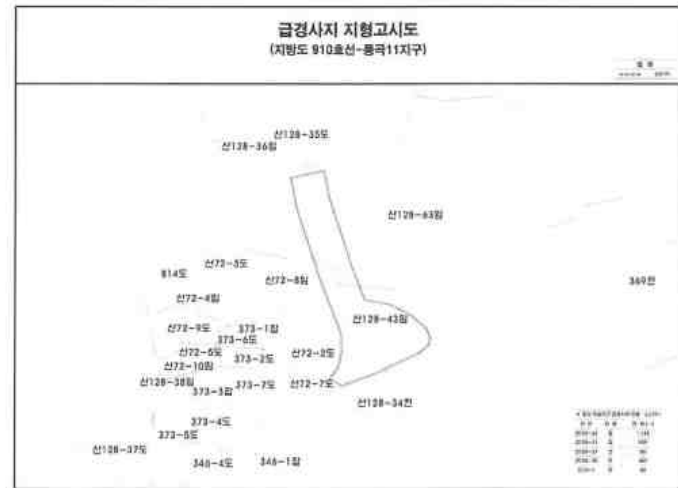 급경사지 지형고시도
(지방도 910호선-풍곡11지구)
산128-35도
산128-36임
산128-63임
산72-3도
814도
산72-8임
369전
산72-4임
산128-43임
산72-9도
373-1잡
373-6도
산72-5도
373-2도
산72-2도
산72-10임
산128-38임
373-3잡
373-7도
산72-7도
산128-34전
373-4도
373-5도
산128-37도
346-4도
346-1잡